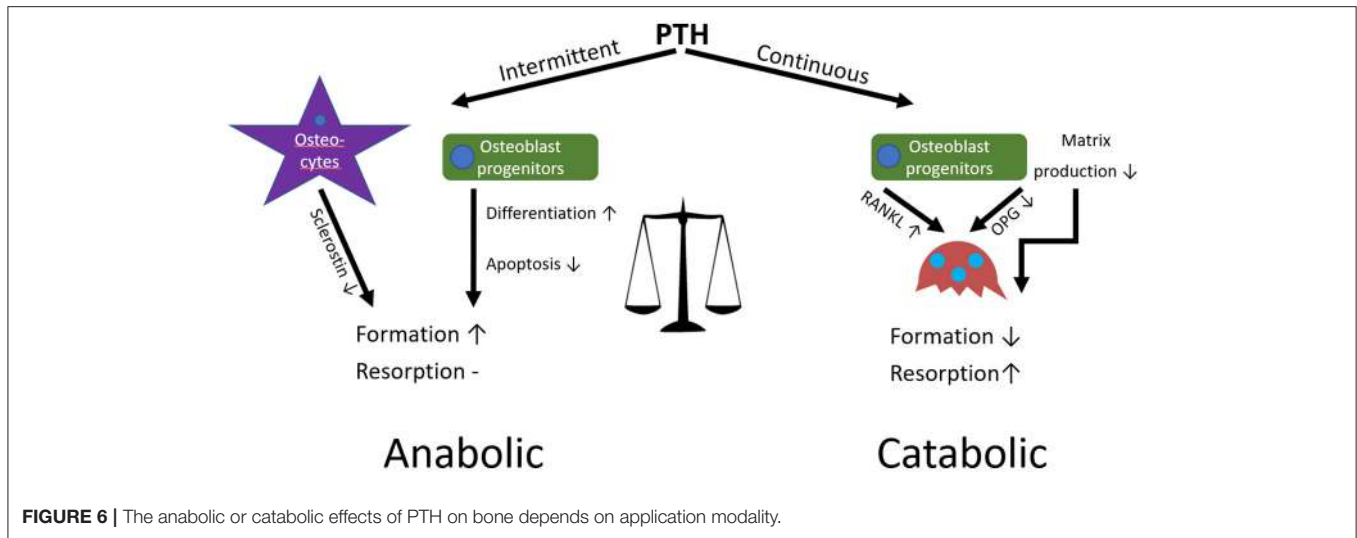 PTH
Intermittent
Continuous
Osteo-
cytes
Osteoblast
progenitors
Osteoblast
progenitors
Matrix
production ↓
Sclerostin ↓
Differentiation ↑
Apoptosis ↓
RANKL ↑
OPG ↓
Formation ↑
Resorption -
Formation ↓
Resorption↑
Anabolic
Catabolic
FIGURE 6 | The anabolic or catabolic effects of PTH on bone depends on application modality.